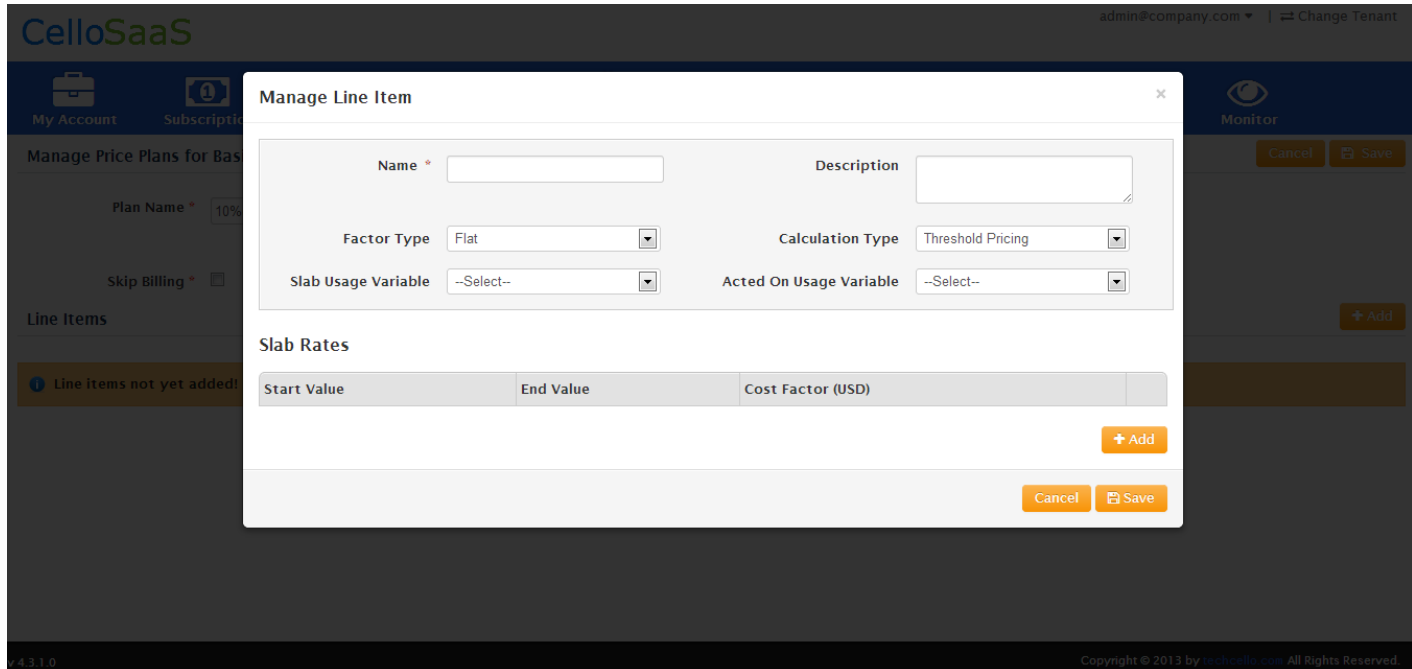 admin@company.com | Change Tenant
CelloSaaS
My Account
Monitor
Manage Line Item ×
Manage Price Plans for Bas
Cancel Save
Name *
Description
Plan Name * 10%
Factor Type Flat
Calculation Type Threshold Pricing
Skip Billing *
Slab Usage Variable --Select--
Acted On Usage Variable --Select--
Line Items
+ Add
Slab Rates
Line items not yet added!
Start Value End Value Cost Factor (USD)
+ Add
Cancel Save
v 4.3.1.0
Copyright © 2013 by techcello.com All Rights Reserved.